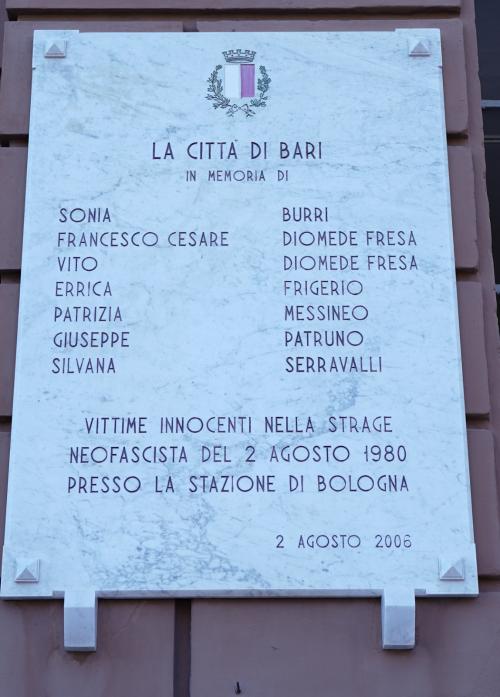 LA CITTÀ DI BARI
IN MEMORIA DI
SONIA BURRI
FRANCESCO CESARE DIOMEDE FRESA
VITO DIOMEDE FRESA
ERRICA FRIGERIO
PATRIZIA MESSINEO
GIUSEPPE PATRUNO
SILVANA SERRAVALLI
VITTIME INNOCENTI NELLA STRAGE
NEOFASCISTA DEL 2 AGOSTO 1980
PRESSO LA STAZIONE DI BOLOGNA
2 AGOSTO 2006